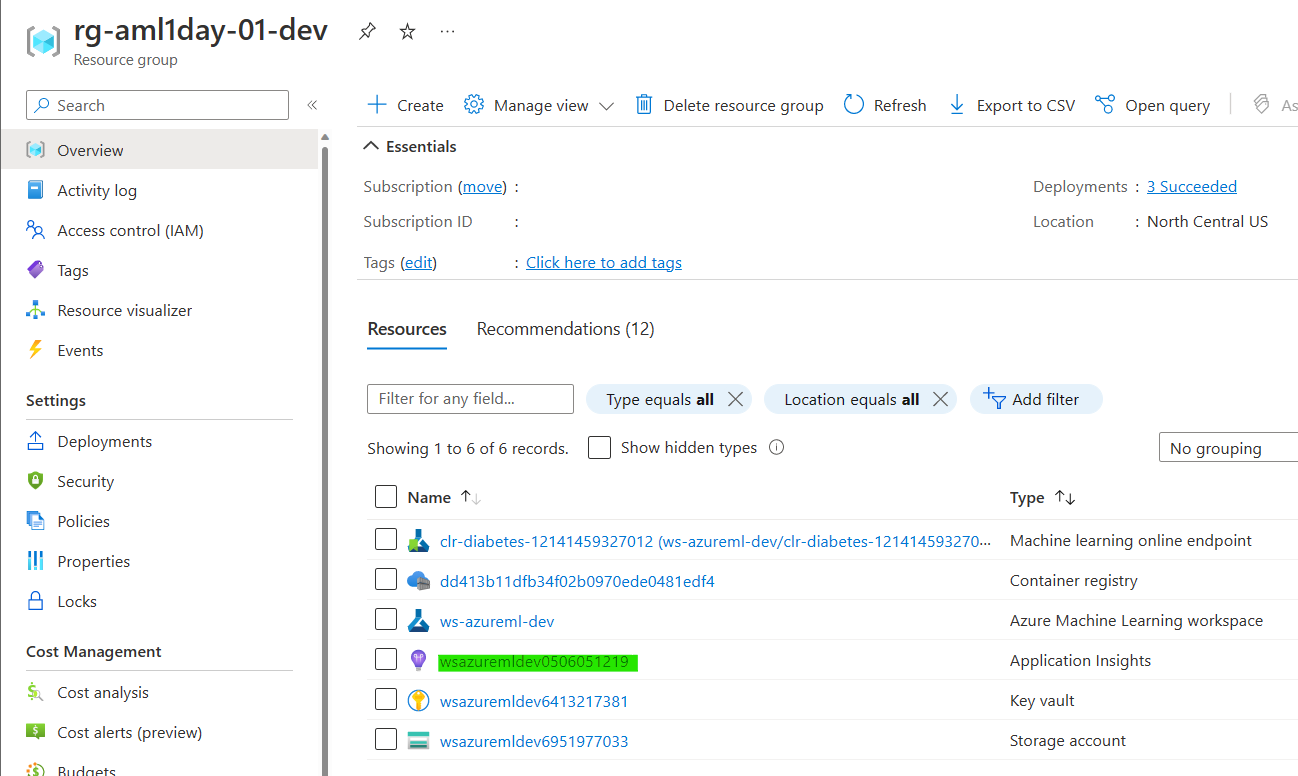 rg-aml1day-01-dev
Resource group
Search
Overview
Activity log
Access control (IAM)
Tags
Resource visualizer
Events
Settings
Deployments
Security
Policies
Properties
Locks
Cost Management
Cost analysis
Cost alerts (preview)
Budgets
Create Manage view Delete resource group Refresh Export to CSV Open query As
Essentials
Subscription (move) :
Deployments : 3 Succeeded
Subscription ID :
Location : North Central US
Tags (edit) : Click here to add tags
Resources Recommendations (12)
Filter for any field... Type equals all Location equals all Add filter
Showing 1 to 6 of 6 records. Show hidden types No grouping
Name Type
clr-diabetes-12141459327012 (ws-azureml-dev/clr-diabetes-121414593270... Machine learning online endpoint
dd413b11dfb34f02b0970ede0481edf4 Container registry
ws-azureml-dev Azure Machine Learning workspace
wsazuremldev0506051219 Application Insights
wsazuremldev6413217381 Key vault
wsazuremldev6951977033 Storage account